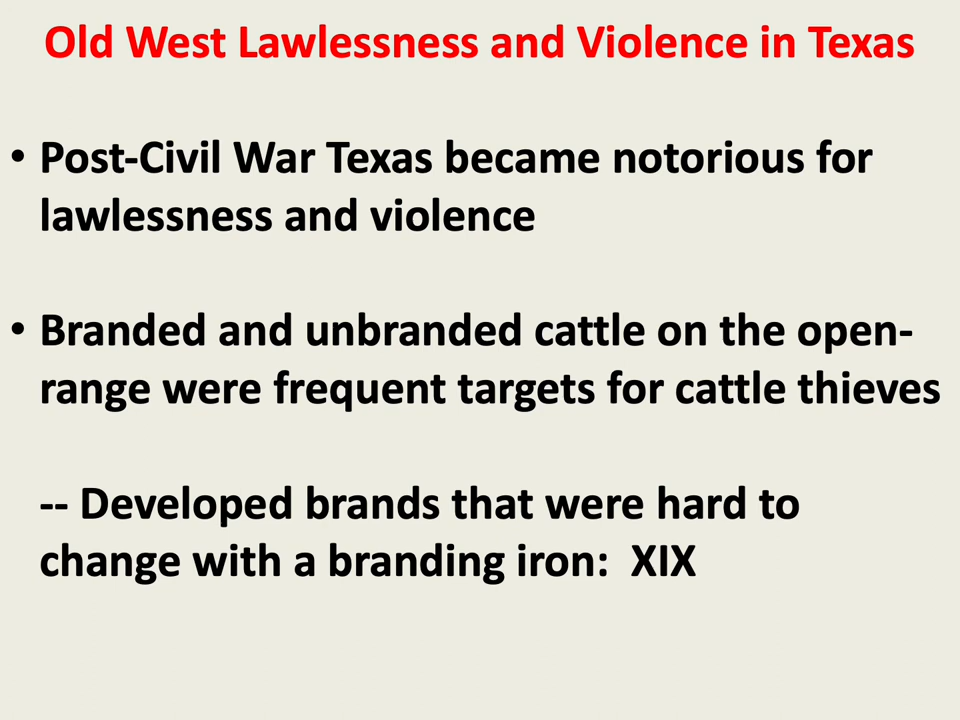 Old West Lawlessness and Violence in Texas
• Post-Civil War Texas became notorious for
lawlessness and violence
• Branded and unbranded cattle on the open-
range were frequent targets for cattle thieves
-- Developed brands that were hard to
change with a branding iron:  XIX